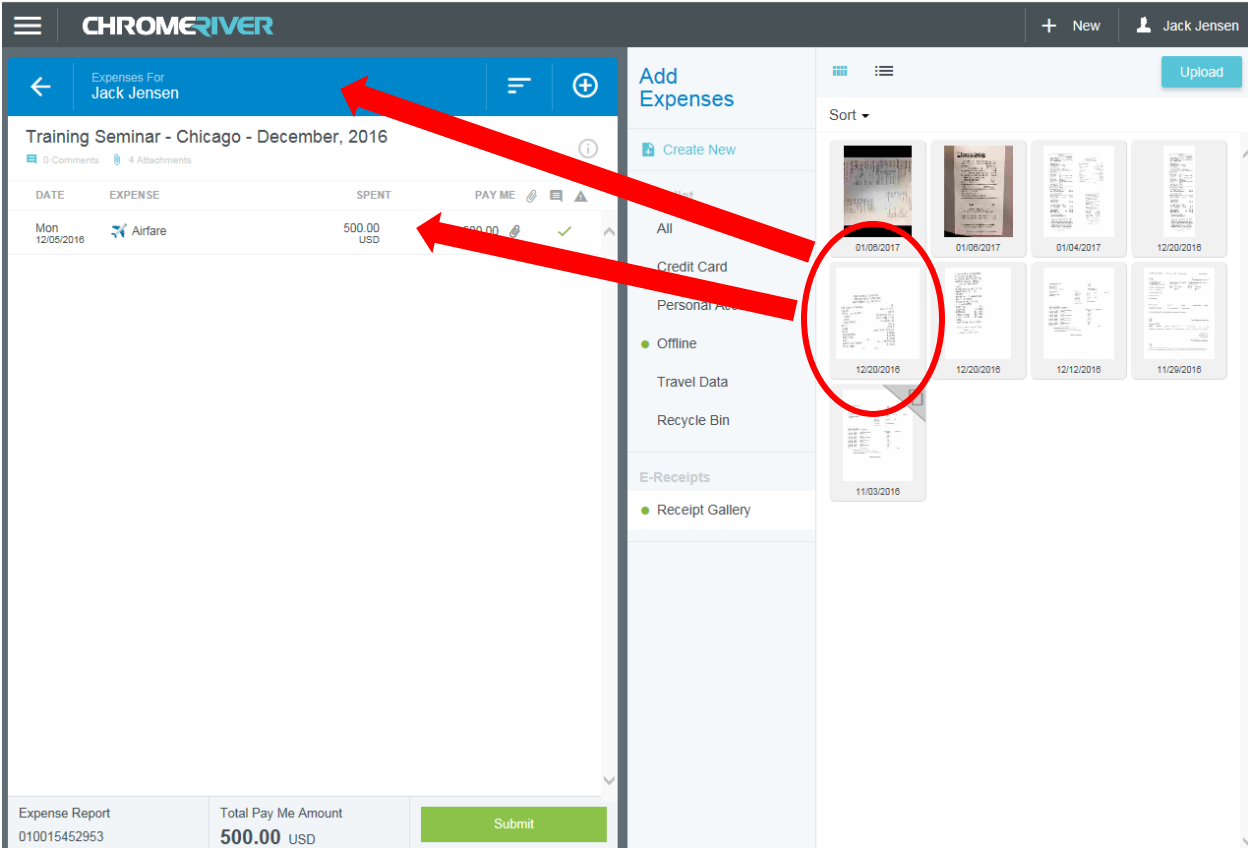 CHROMERIVER
New
Jack Jensen
Expenses For
Jack Jensen
Training Seminar - Chicago - December, 2016
0 Comments 4 Attachments
DATE EXPENSE SPENT PAY ME
Mon
12/05/2016
Airfare
500.00
USD
Expense Report
010015452953
Total Pay Me Amount
500.00 USD
Submit
Add
Expenses
Create New
All
Credit Card
Personal
Offline
Travel Data
Recycle Bin
E-Receipts
Receipt Gallery
Upload
Sort
01/06/2017 01/06/2017 01/04/2017 12/20/2016
12/20/2016 12/20/2016 12/12/2016 11/29/2016
11/03/2016